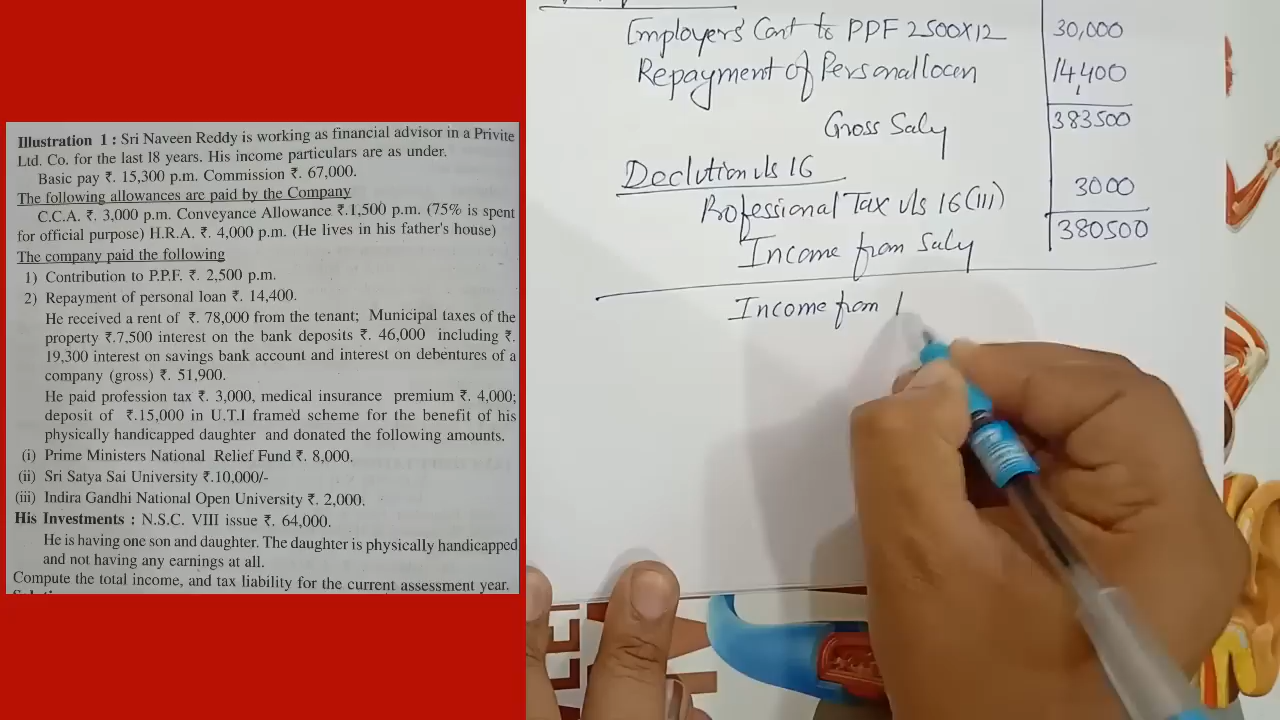 Illustration 1 : Sri Naveen Reddy is working as financial advisor in a Privite
Ltd. Co. for the last 18 years. His income particulars are as under.
Basic pay ₹. 15,300 p.m. Commission ₹. 67,000.
The following allowances are paid by the Company
C.C.A. ₹. 3,000 p.m. Conveyance Allowance ₹.1,500 p.m. (75% is spent
for official purpose) H.R.A. ₹. 4,000 p.m. (He lives in his father's house)
The company paid the following
1) Contribution to P.P.F. ₹. 2,500 p.m.
2) Repayment of personal loan ₹. 14,400.
He received a rent of ₹. 78,000 from the tenant; Municipal taxes of the
property ₹.7,500 interest on the bank deposits ₹. 46,000 including ₹.
19,300 interest on savings bank account and interest on debentures of a
company (gross) ₹. 51,900.
He paid profession tax ₹. 3,000, medical insurance premium ₹. 4,000;
deposit of ₹.15,000 in U.T.I framed scheme for the benefit of his
physically handicapped daughter and donated the following amounts.
(i) Prime Ministers National Relief Fund ₹. 8,000.
(ii) Sri Satya Sai University ₹.10,000/-
(iii) Indira Gandhi National Open University ₹. 2,000.
His Investments : N.S.C. VIII issue ₹. 64,000.
He is having one son and daughter. The daughter is physically handicapped
and not having any earnings at all.
Compute the total income, and tax liability for the current assessment year.
Employers' Cont to PPF 2500X12 30,000
Repayment of Personal loan 14,400
Gross Saly 383500
Declution u/s 16
Professional Tax u/s 16(III) 3000
Income from Saly 380500
Income from